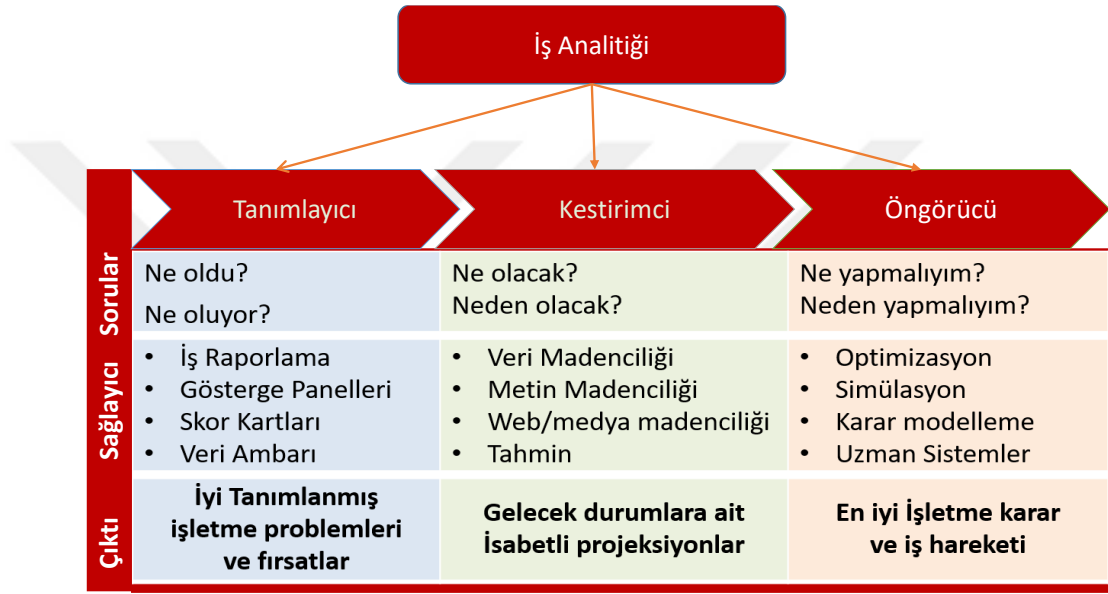 İş Analitiği
Tanımlayıcı
Kestirimci
Öngörücü
Sorular
Ne oldu?
Ne oluyor?
Ne olacak?
Neden olacak?
Ne yapmalıyım?
Neden yapmalıyım?
Sağlayıcı
• İş Raporlama
• Gösterge Panelleri
• Skor Kartları
• Veri Ambarı
• Veri Madenciliği
• Metin Madenciliği
• Web/medya madenciliği
• Tahmin
• Optimizasyon
• Simülasyon
• Karar modelleme
• Uzman Sistemler
Çıktı
İyi Tanımlanmış
işletme problemleri
ve fırsatlar
Gelecek durumlara ait
İsabetli projeksiyonlar
En iyi İşletme karar
ve iş hareketi